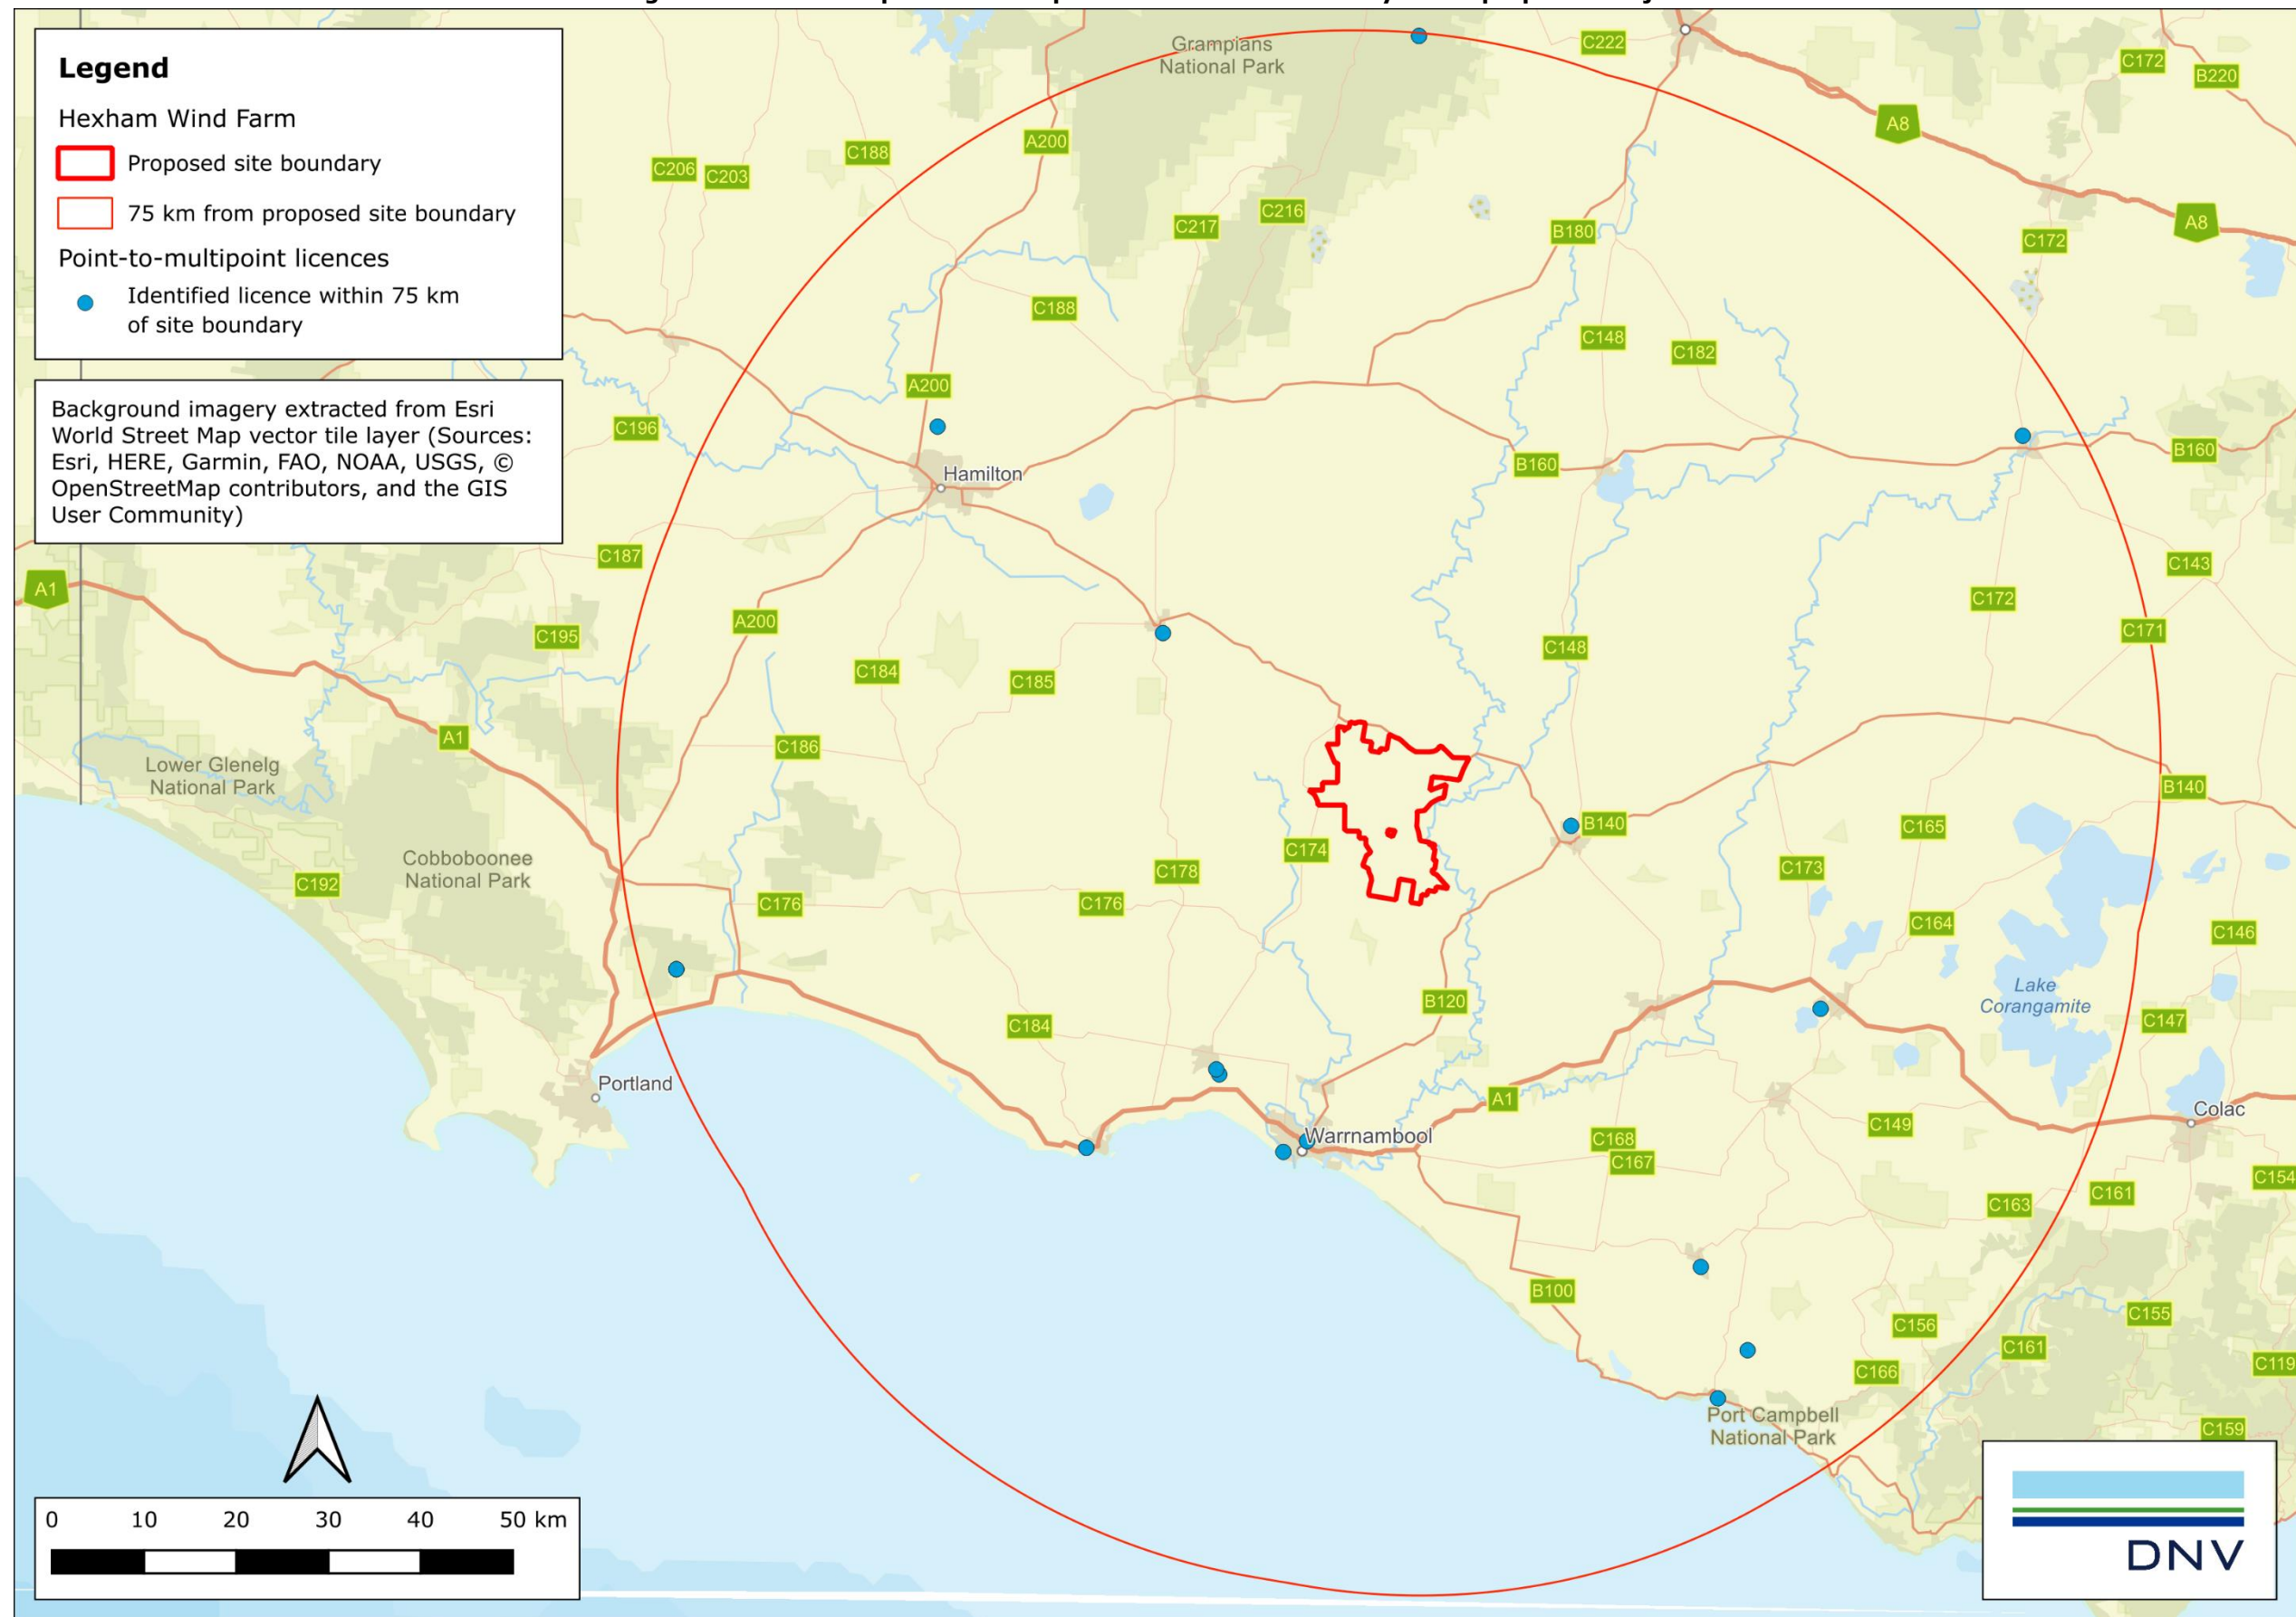 Legend
Hexham Wind Farm
Proposed site boundary
75 km from proposed site boundary
Point-to-multipoint licences
Identified licence within 75 km
of site boundary
Background imagery extracted from Esri
World Street Map vector tile layer (Sources:
Esri, HERE, Garmin, FAO, NOAA, USGS, ©
OpenStreetMap contributors, and the GIS
User Community)
Grampians
National Park
C222
C172
B220
A8
A200
C188
C206
C203
C217
C216
B180
C172
A8
C188
C148
C182
A200
C196
B160
B160
Hamilton
C187
C143
A1
C172
A200
C195
C148
C171
C184
C185
A1
C186
Lower Glenelg
National Park
B140
B140
C165
C174
Cobboboonee
National Park
C192
C178
C173
C176
C176
C164
C146
B120
Lake
Corangamite
C184
C147
Portland
A1
Colac
C149
Warrnambool
C168
C167
C154
C161
C163
B100
C155
C156
C161
C119
C166
Port Campbell
National Park
C159
0 10 20 30 40 50 km
DNV